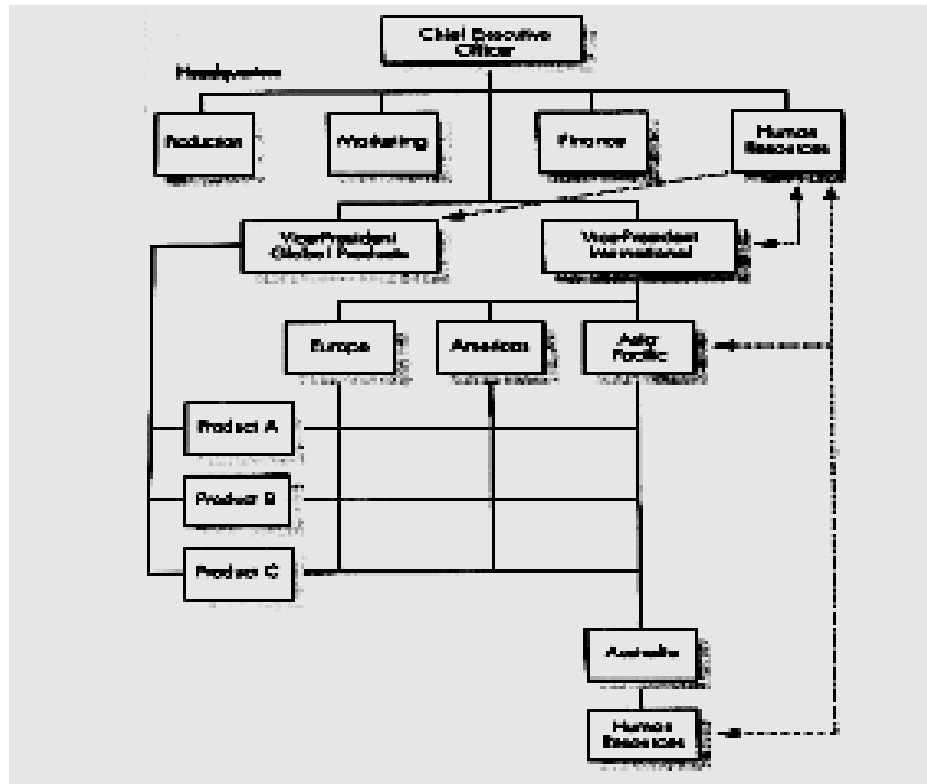 Chief Executive
Officer
Headquarters
Production
Marketing
Finance
Human
Resources
Vice-President
Global Products
Vice-President
International
Europe
Americas
Asia
Pacific
Product A
Product B
Product C
Australia
Human
Resources